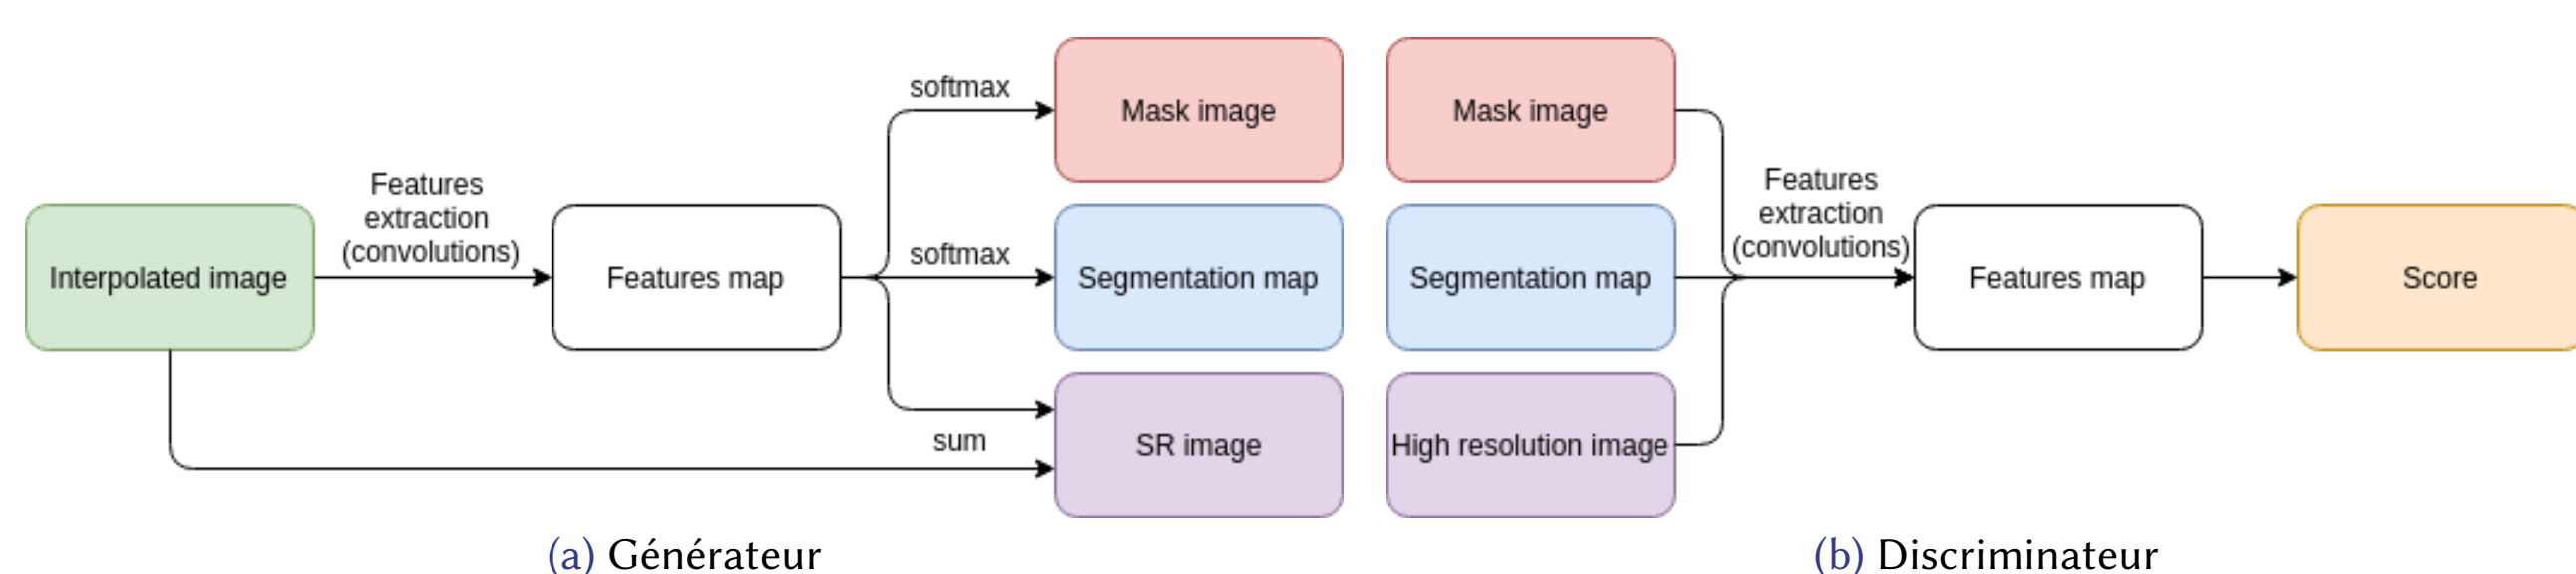 Interpolated image
Features
extraction
(convolutions)
Features map
softmax
softmax
sum
Mask image
Segmentation map
SR image
(a) Générateur
Mask image
Segmentation map
High resolution image
Features
extraction
(convolutions)
Features map
Score
(b) Discriminateur